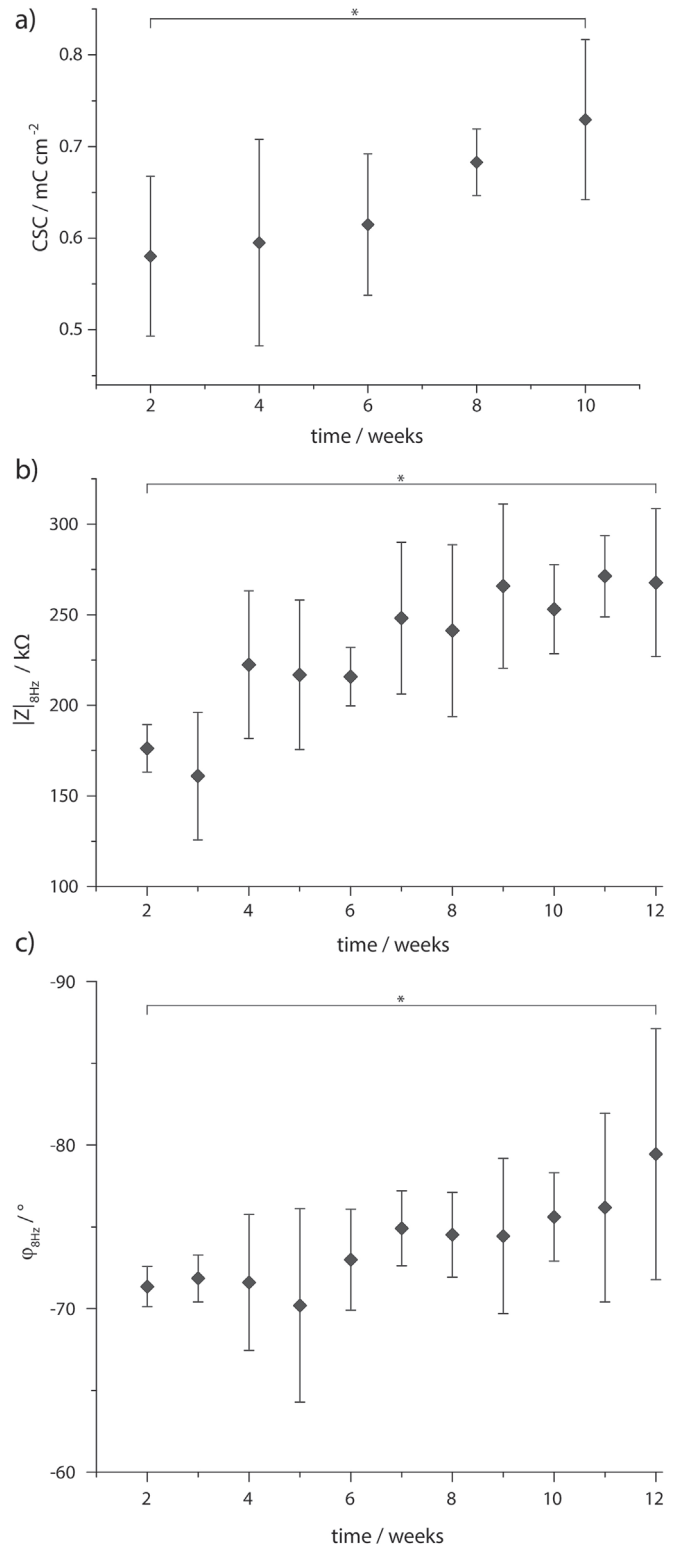 a)
*
0.8
0.7
0.6
0.5
CSC / mC cm⁻²
2 4 6 8 10
time / weeks
b)
*
300
250
200
150
100
|Z|₈Hz / kΩ
2 4 6 8 10 12
time / weeks
c)
*
-90
-80
-70
-60
φ₈Hz / °
2 4 6 8 10 12
time / weeks